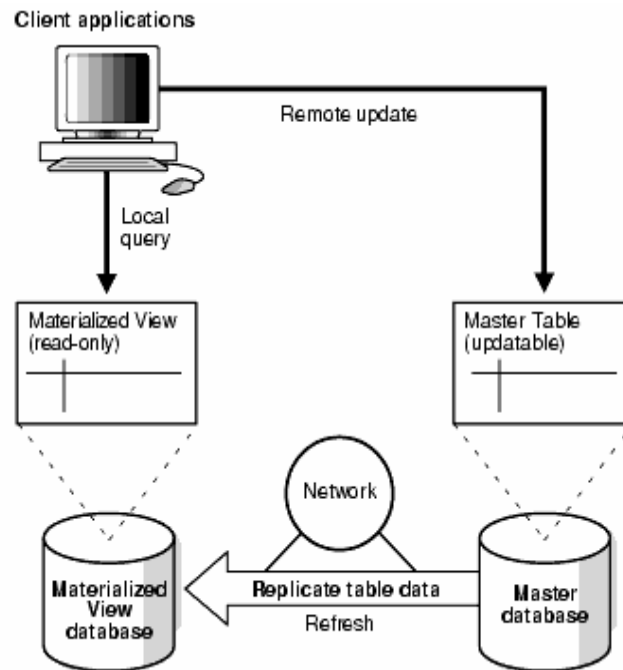 Client applications
Remote update
Local
query
Materialized View
(read-only)
Master Table
(updatable)
Network
Materialized
View
database
Replicate table data
Refresh
Master
database